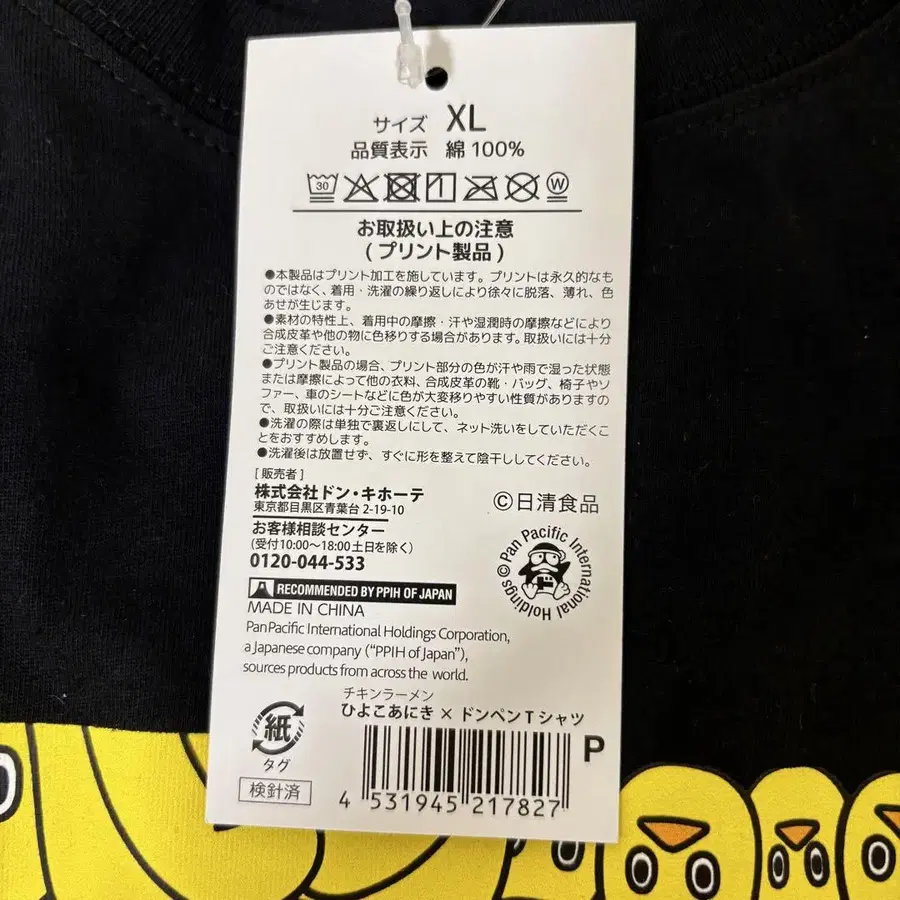 サイズ XL
品質表示 綿100%
30 W
お取扱い上の注意
(プリント製品)
●本製品はプリント加工を施しています。プリントは永久的なも
のではなく、着用・洗濯の繰り返しにより徐々に脱落、薄れ、色
あせが生じます。
●素材の特性上、着用中の摩擦・汗や湿潤時の摩擦などにより
合成皮革や他の物に色移りする場合があります。取扱いには十分
ご注意ください。
●プリント製品の場合、プリント部分の色が汗や雨で湿った状態
または摩擦によって他の衣料、合成皮革の靴・バッグ、椅子やソ
ファー、車のシートなどに色が大変移りやすい性質がありますの
で、取扱いには十分ご注意ください。
●洗濯の際は単独で裏返しにして、ネット洗いをしていただくこ
とをおすすめします。
●洗濯後は放置せず、すぐに形を整えて陰干ししてください。
[販売者]
株式会社ドン・キホーテ
東京都目黒区青葉台 2-19-10
お客様相談センター
(受付10:00～18:00 土日を除く)
0120-044-533
©日清食品
© Pan Pacific International Holdings
RECOMMENDED BY PPIH OF JAPAN
MADE IN CHINA
Pan Pacific International Holdings Corporation,
a Japanese company ("PPIH of Japan"),
sources products from across the world.
チキンラーメン
ひよこあにき × ドンペンTシャツ
紙
タグ
検針済
P
4 531945 217827